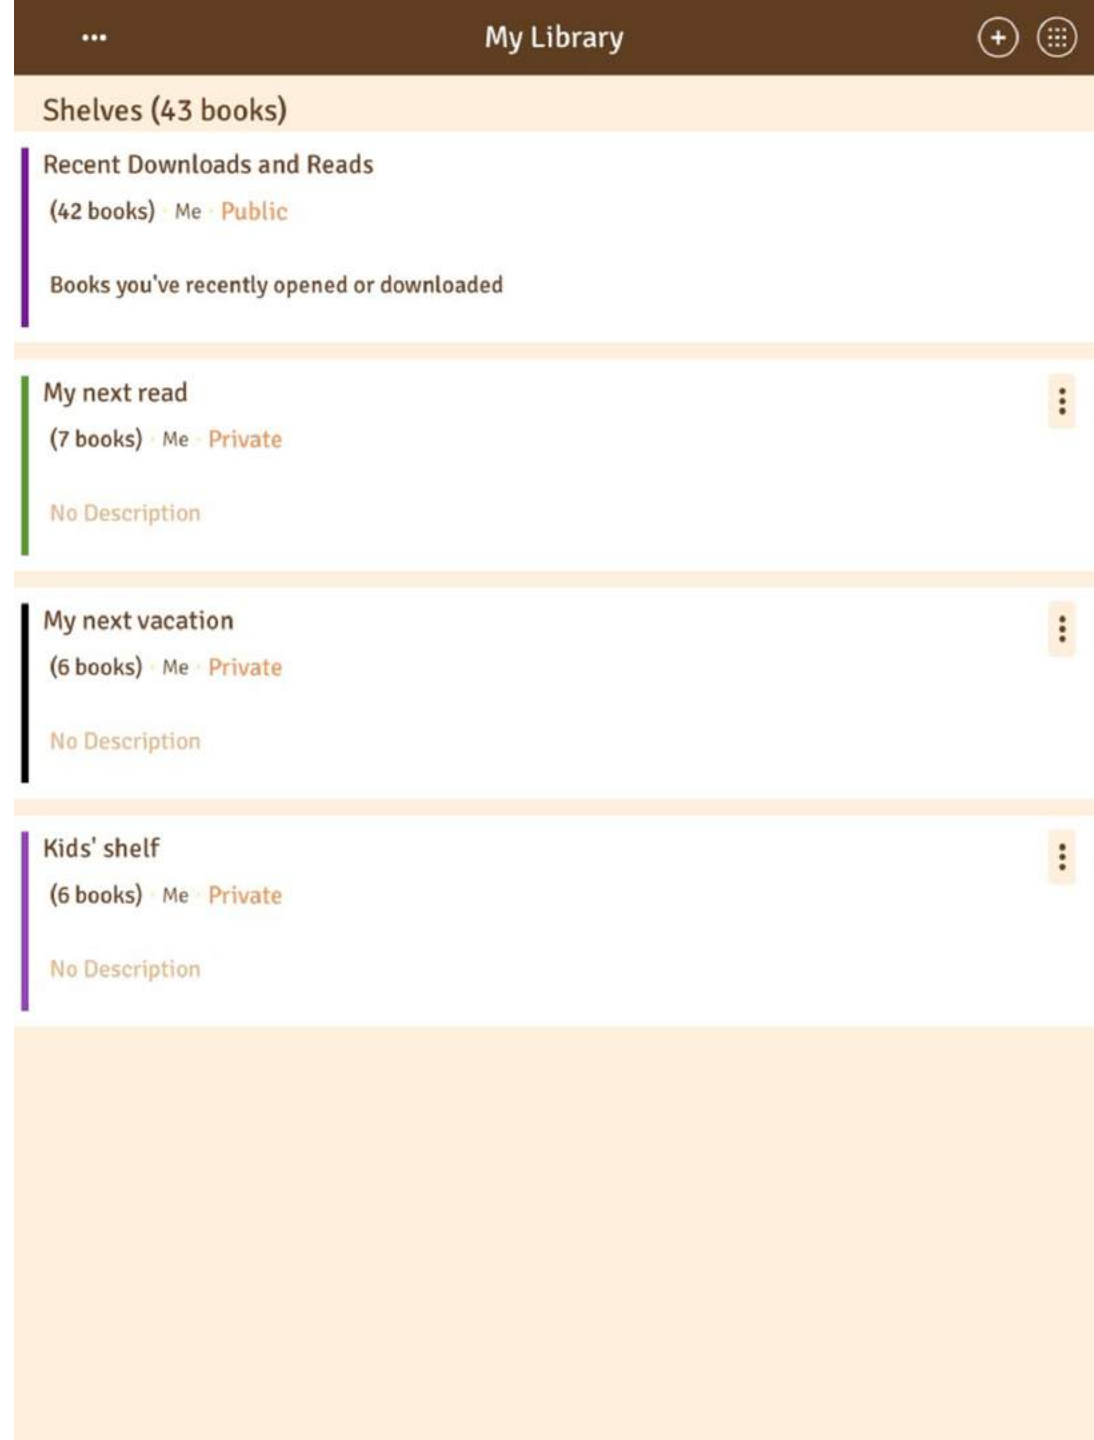 My Library
Shelves (43 books)
Recent Downloads and Reads
(42 books) · Me · Public
Books you've recently opened or downloaded
My next read
(7 books) · Me · Private
No Description
My next vacation
(6 books) · Me · Private
No Description
Kids' shelf
(6 books) · Me · Private
No Description